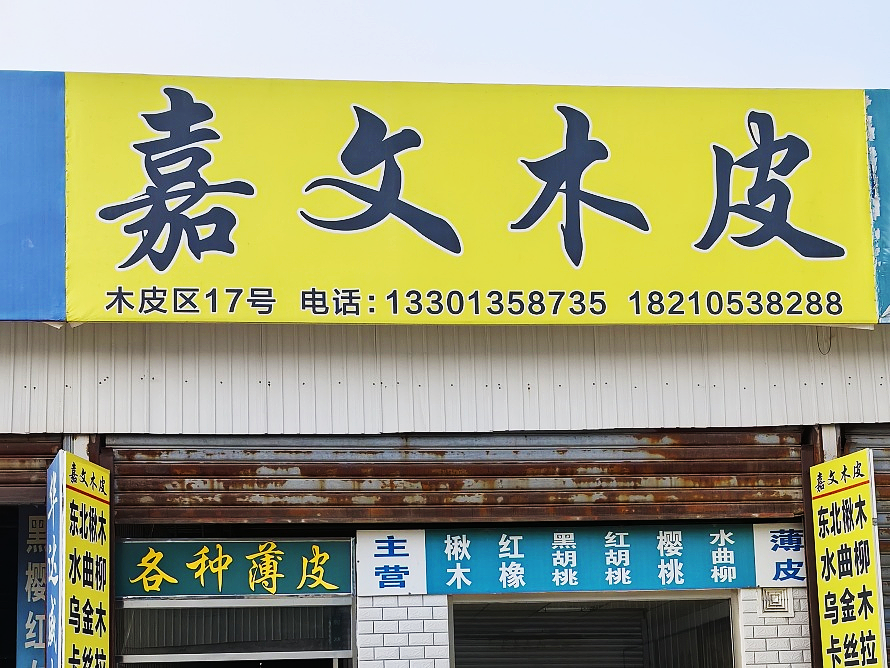 嘉文木皮
木皮区17号 电话:13301358735 18210538288
嘉文木皮
东北楸木
水曲柳
乌金木
卡丝拉
各种薄皮
主营
楸木
红橡
黑胡桃
红胡桃
樱桃
水曲柳
薄皮
嘉文木皮
东北楸木
水曲柳
乌金木
卡丝拉
黑樱红